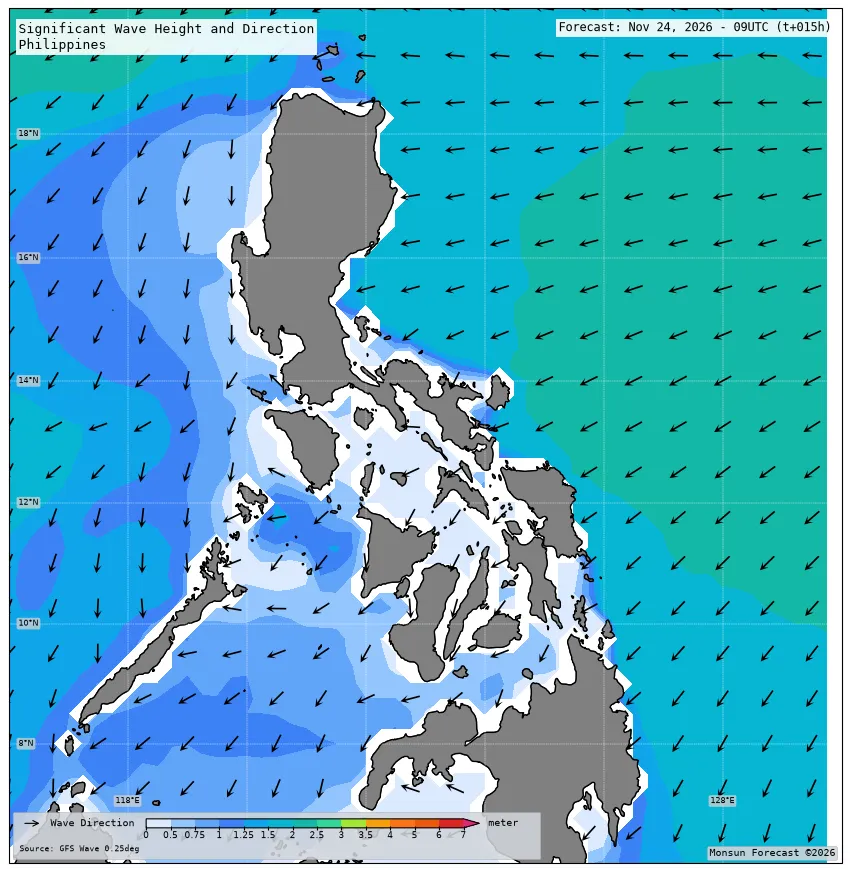 Significant Wave Height and Direction
Philippines
Forecast: Nov 24, 2026 - 09UTC (t+015h)
18°N
16°N
14°N
12°N
10°N
8°N
118°E
128°E
Wave Direction
meter
0 0.5 0.75 1 1.25 1.5 2 2.5 3 3.5 4 5 6 7
Source: GFS Wave 0.25deg
Monsun Forecast ©2026